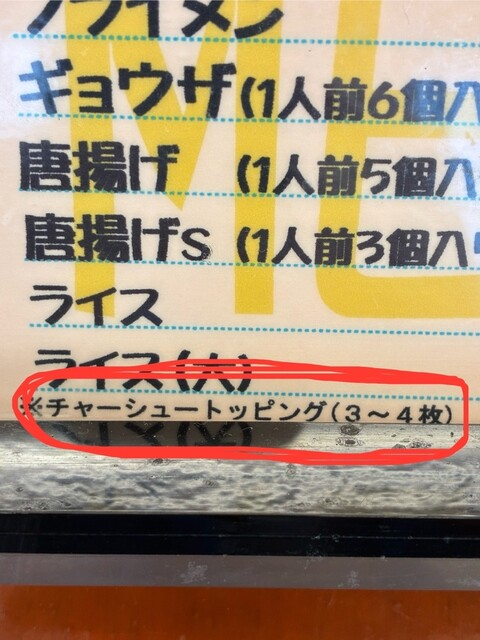 ギョウザ(1人前6個入
唐揚げ (1人前5個入
唐揚げS (1人前3個入り
ライス
ライス(大)
※チャーシュートッピング(3～4枚)